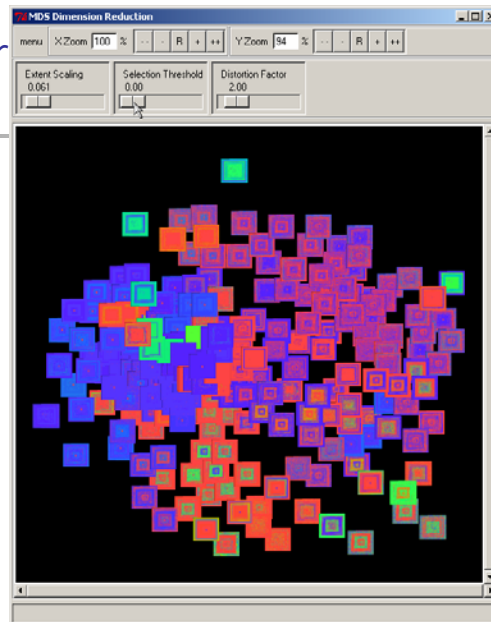 MDS Dimension Reduction
menu X Zoom 100 % -- - R + ++ Y Zoom 94 % -- - R + ++
Extent Scaling Selection Threshold Distortion Factor
0.061 0.00 2.00